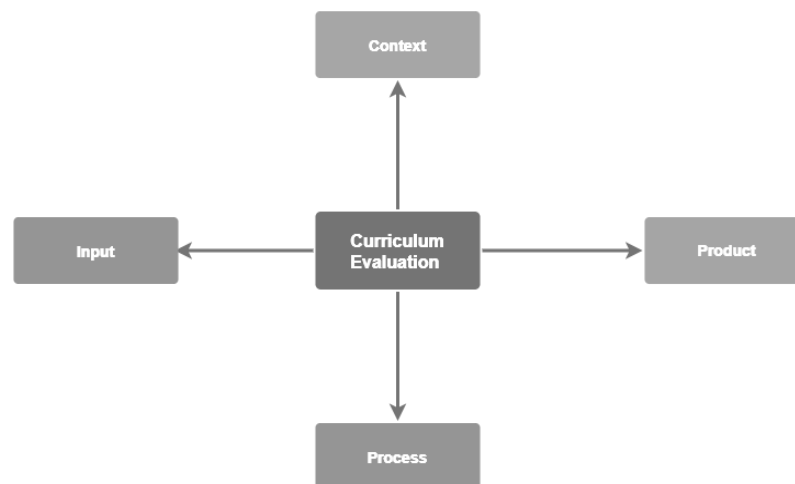 Context
Input
Curriculum
Evaluation
Product
Process